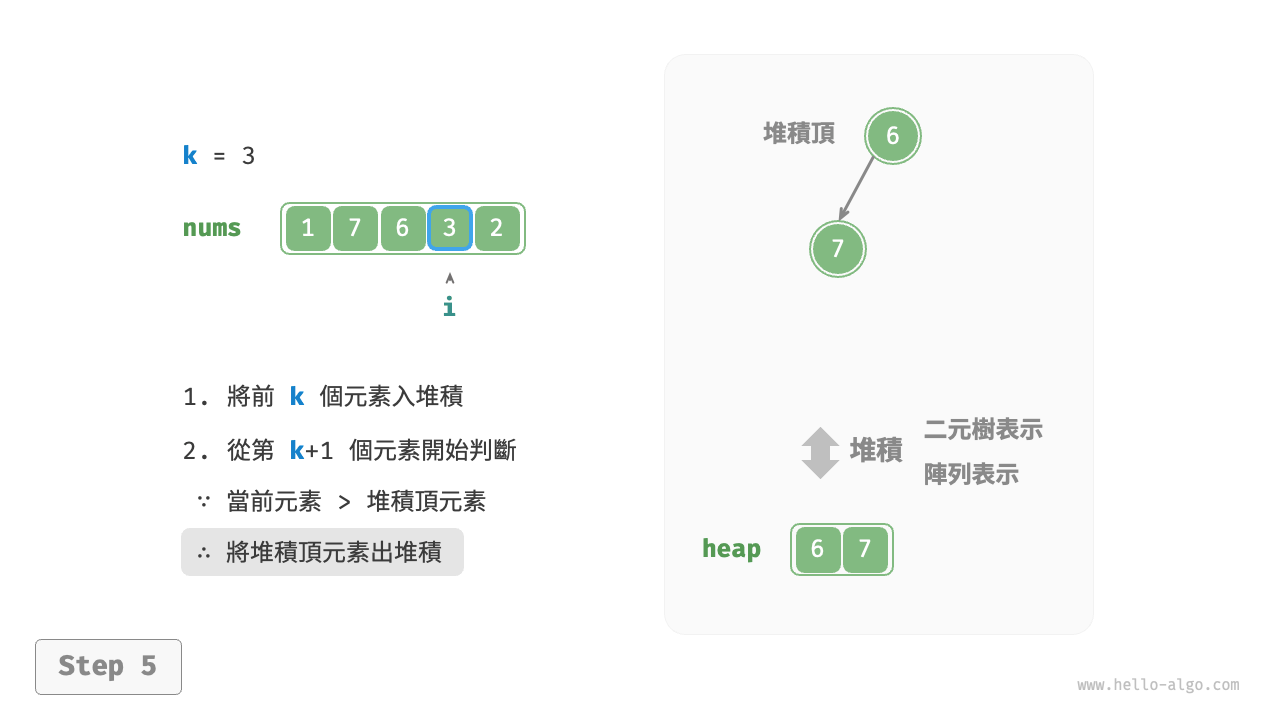 k = 3
nums 1 7 6 3 2
i
1. 將前 k 個元素入堆積
2. 從第 k+1 個元素開始判斷
∵ 當前元素 > 堆積頂元素
∴ 將堆積頂元素出堆積
Step 5
堆積頂 6
7
堆積
二元樹表示
陣列表示
heap 6 7
www.hello-algo.com